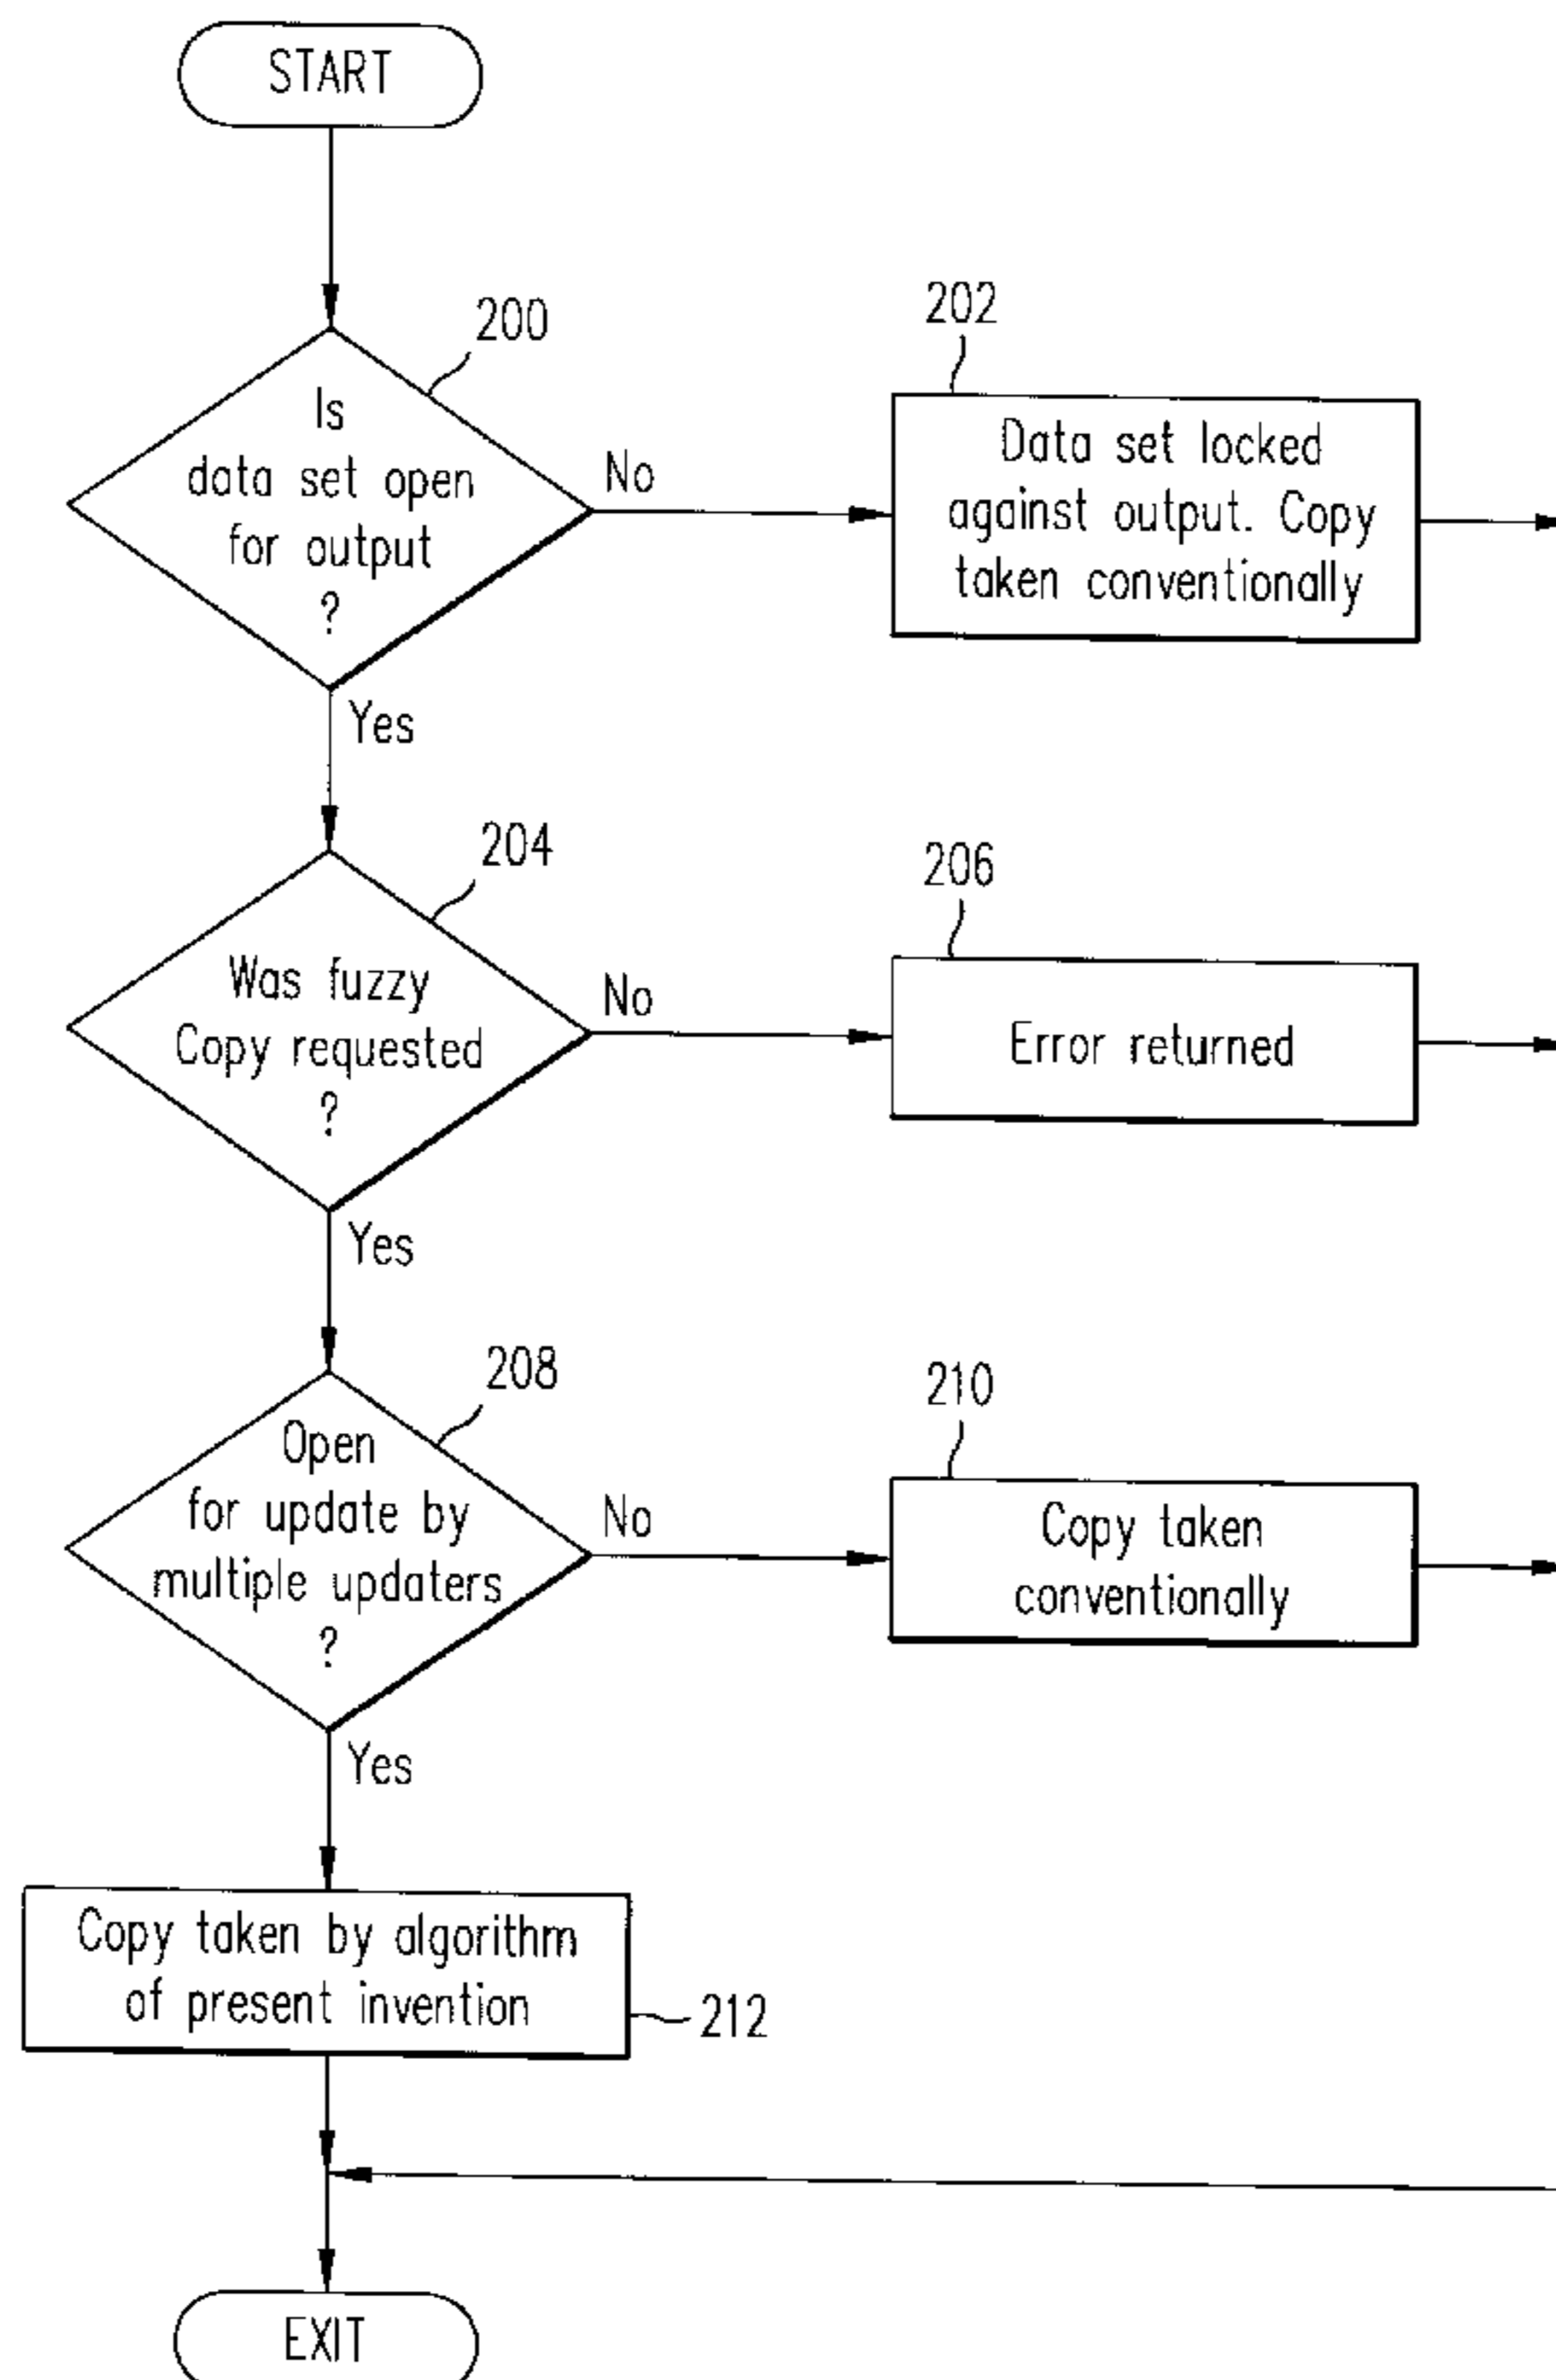 START
200
Is
data set open
for output
?
No
Yes
202
Data set locked
against output. Copy
taken conventionally
204
Was fuzzy
Copy requested
?
No
Yes
206
Error returned
208
Open
for update by
multiple updaters
?
No
Yes
210
Copy taken
conventionally
Copy taken by algorithm
of present invention
212
EXIT